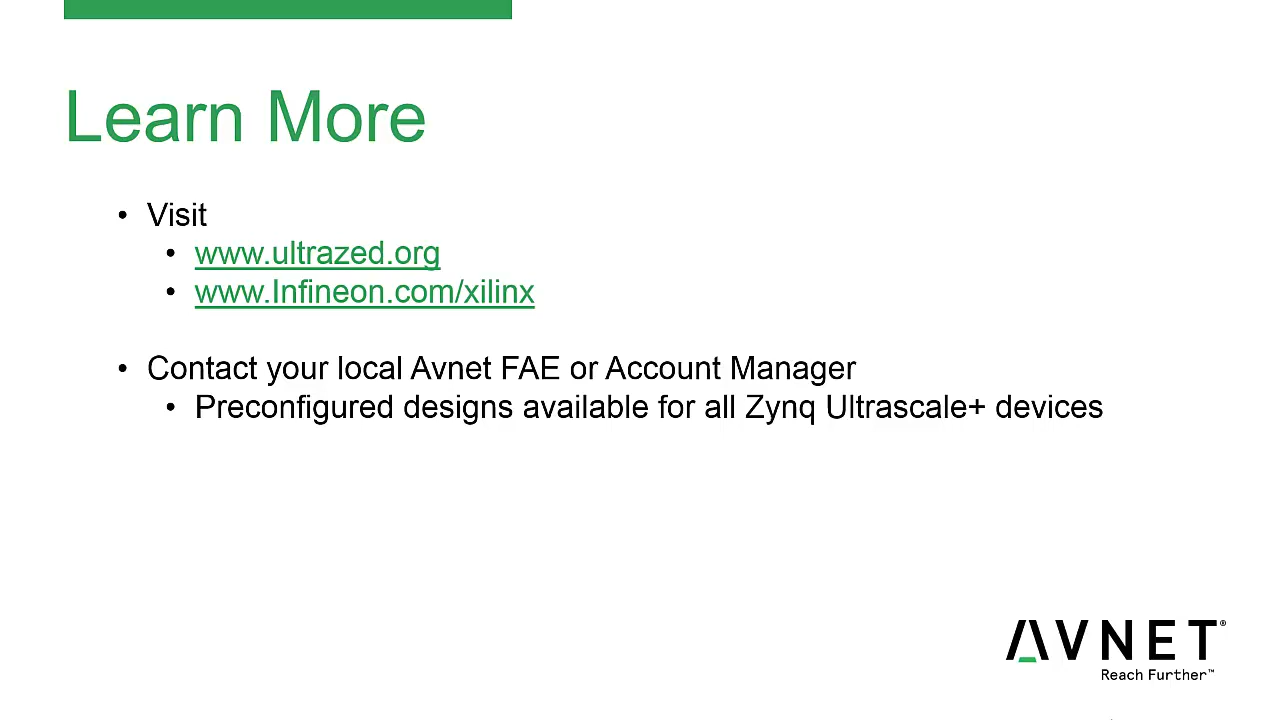 Learn More
• Visit
• www.ultrazed.org
• www.Infineon.com/xilinx
• Contact your local Avnet FAE or Account Manager
• Preconfigured designs available for all Zynq Ultrascale+ devices
AVNET®
Reach Further™